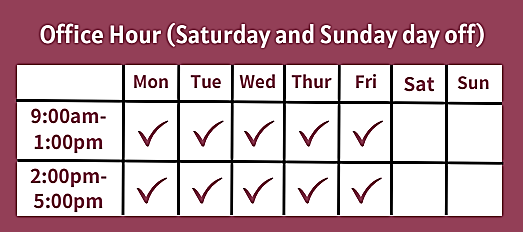 Office Hour (Saturday and Sunday day off)
Mon Tue Wed Thur Fri Sat Sun
9:00am-
1:00pm
2:00pm-
5:00pm